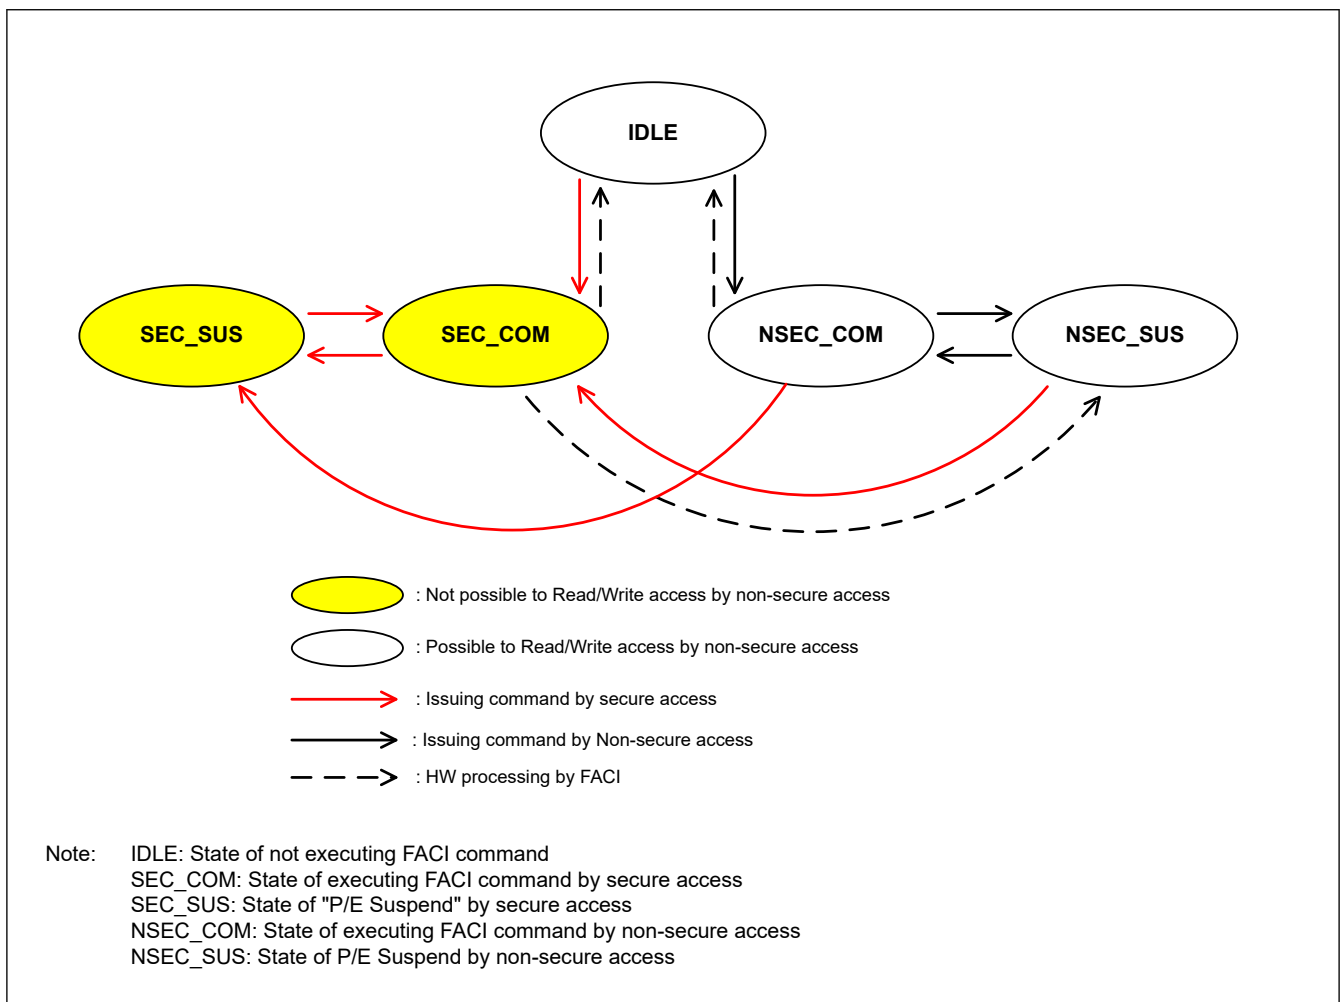 IDLE
SEC_SUS
SEC_COM
NSEC_COM
NSEC_SUS
: Not possible to Read/Write access by non-secure access
: Possible to Read/Write access by non-secure access
: Issuing command by secure access
: Issuing command by Non-secure access
: HW processing by FACI
Note: IDLE: State of not executing FACI command
SEC_COM: State of executing FACI command by secure access
SEC_SUS: State of "P/E Suspend" by secure access
NSEC_COM: State of executing FACI command by non-secure access
NSEC_SUS: State of P/E Suspend by non-secure access